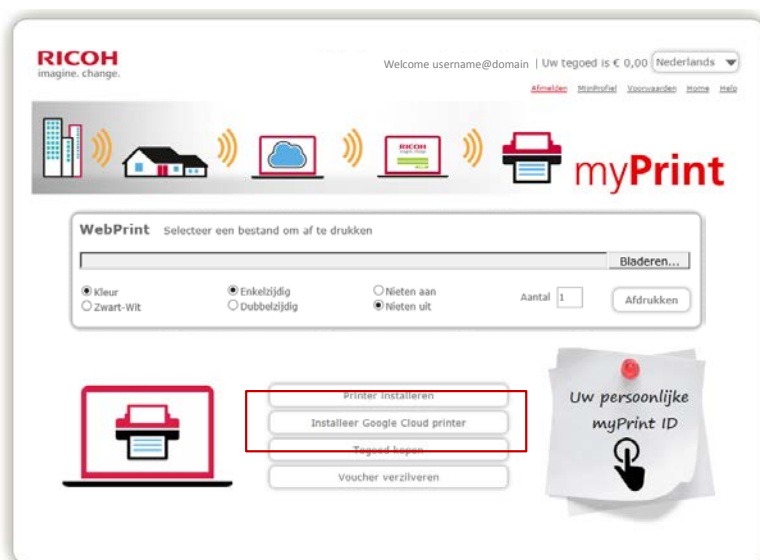 RICOH
imagine. change.
Welcome username@domain | Uw tegoed is € 0,00 Nederlands
Afmelden MijnProfiel Voorwaarden Home Help
RICOH
myPrint
WebPrint Selecteer een bestand om af te drukken
Bladeren...
Kleur Enkelzijdig Nieten aan Aantal 1 Afdrukken
Zwart-Wit Dubbelzijdig Nieten uit
Printer installeren
Installeer Google Cloud printer
Tegoed kopen
Voucher verzilveren
Uw persoonlijke
myPrint ID